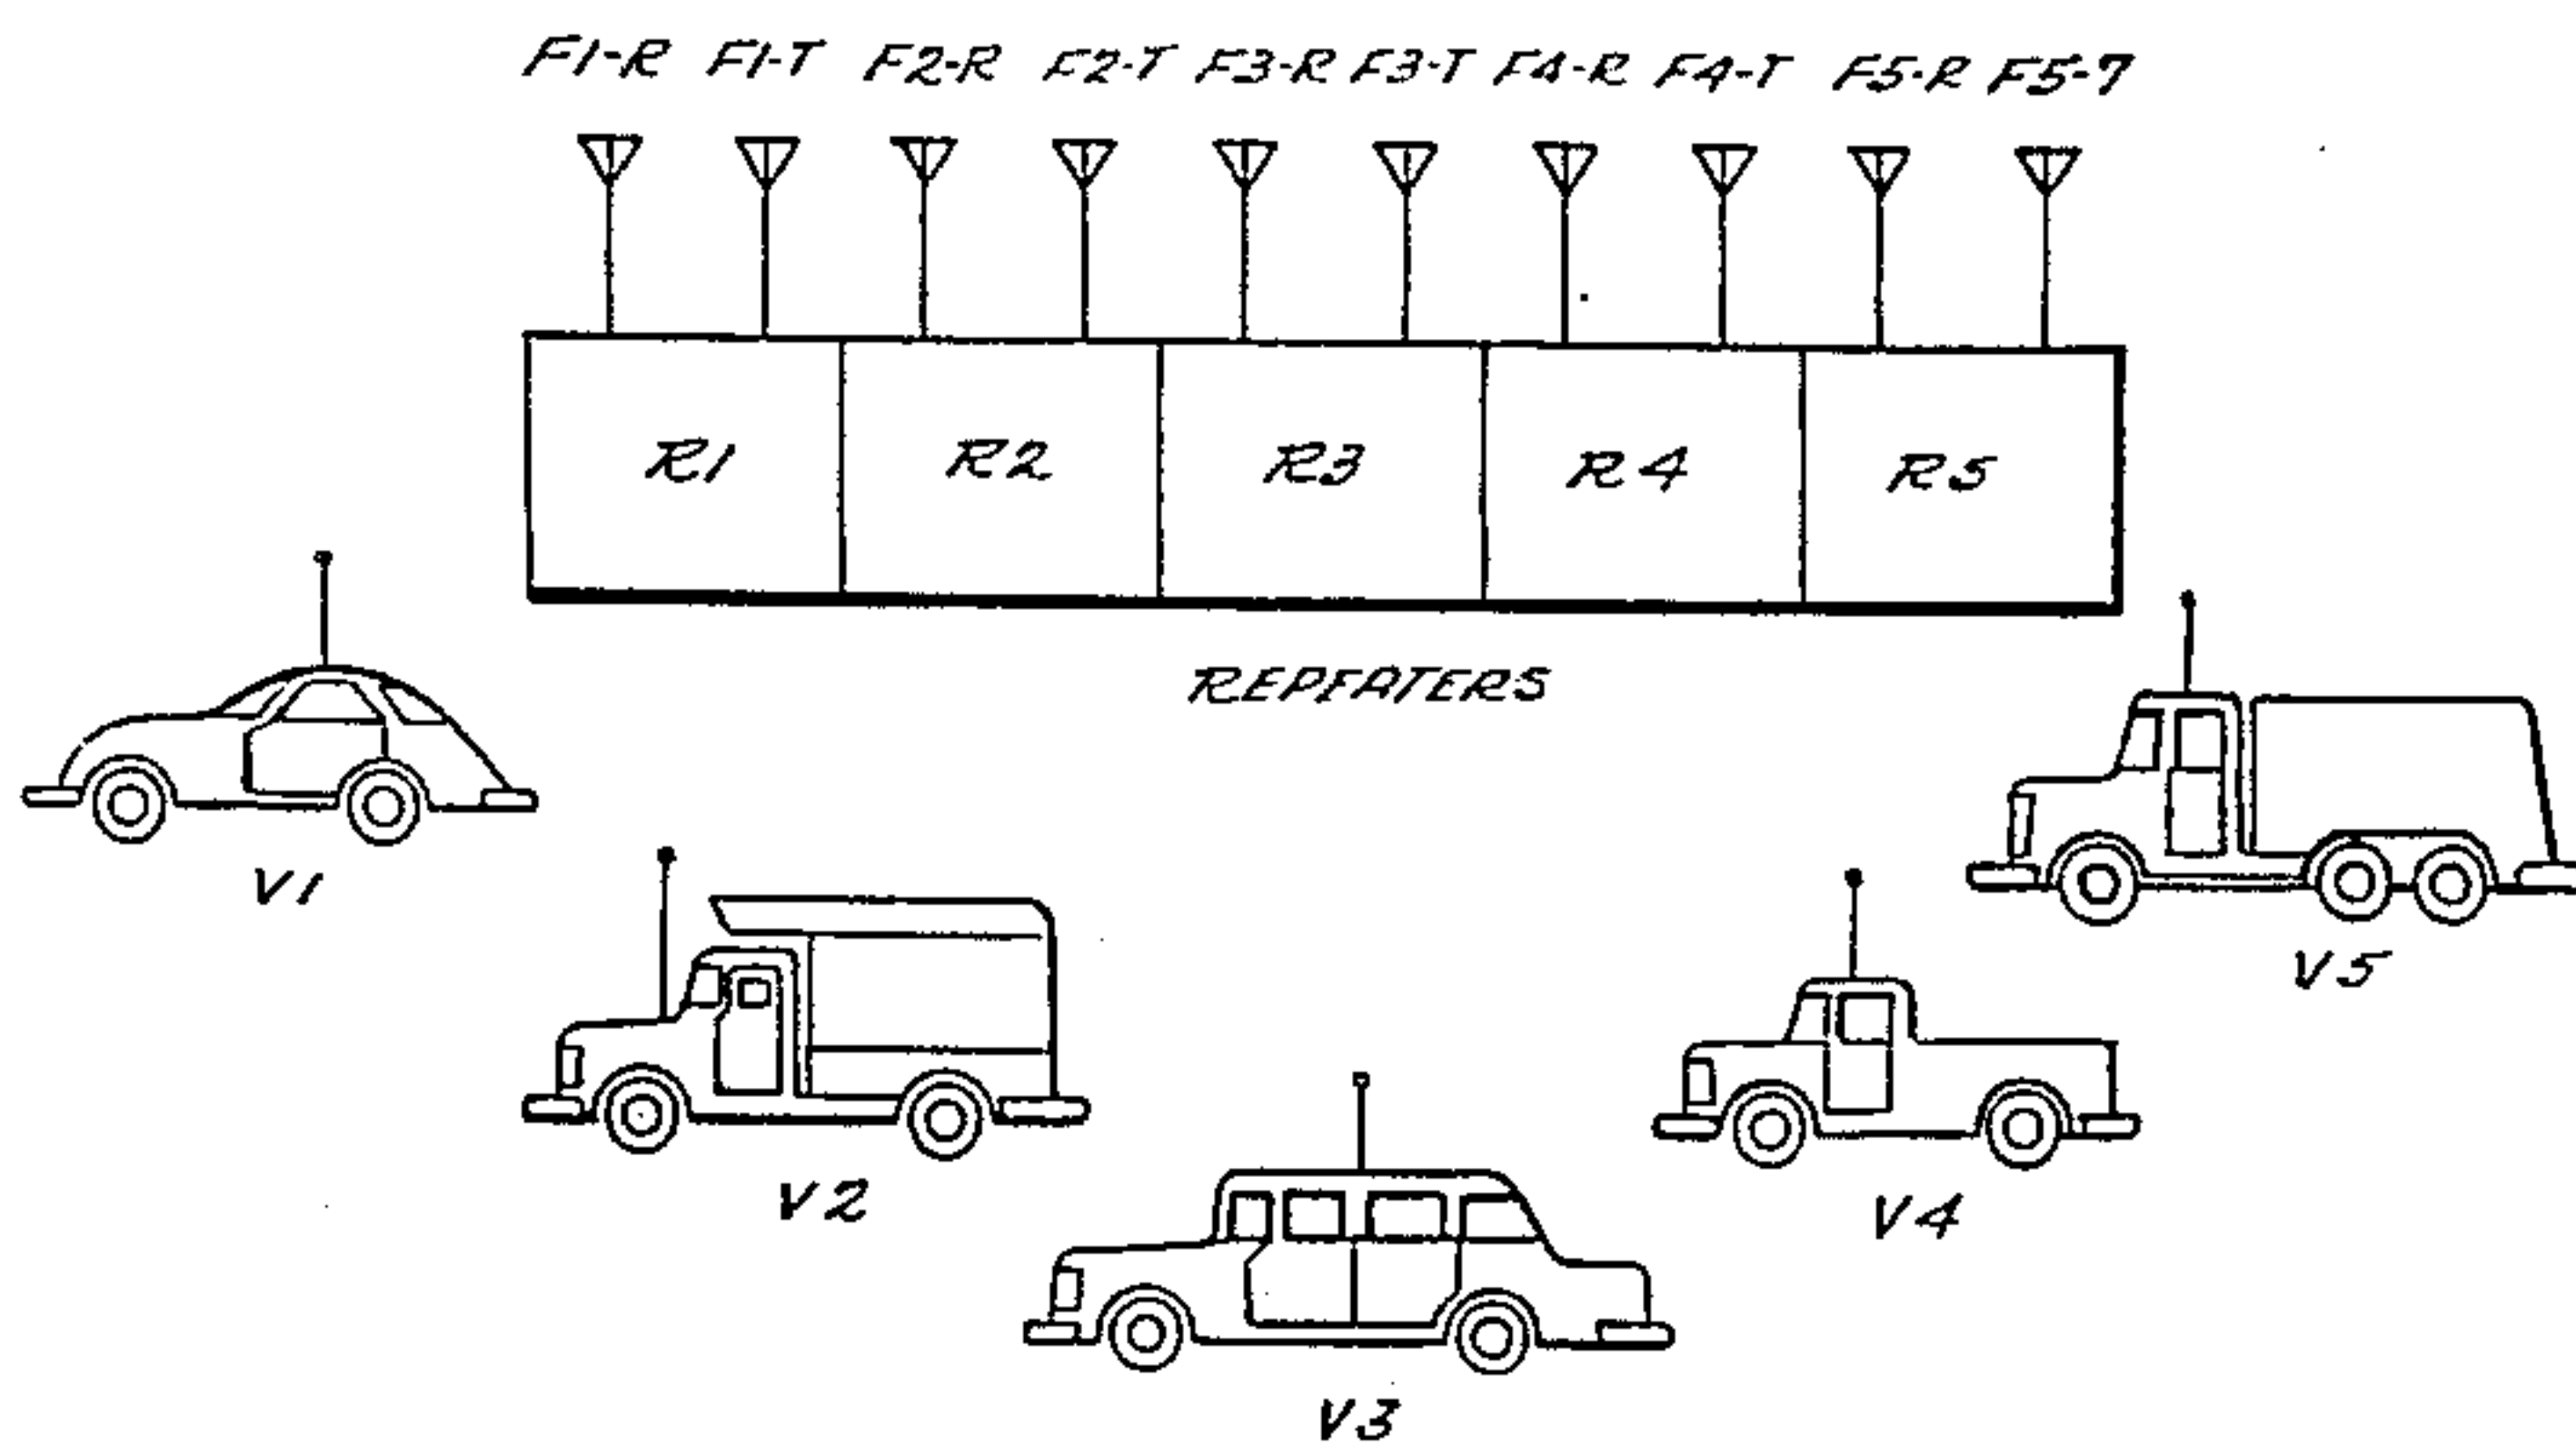 F1-R F1-T F2-R F2-T F3-R F3-T F4-R F4-T F5-R F5-T
R1 R2 R3 R4 R5
REPEATERS
V1
V5
V2
V4
V3